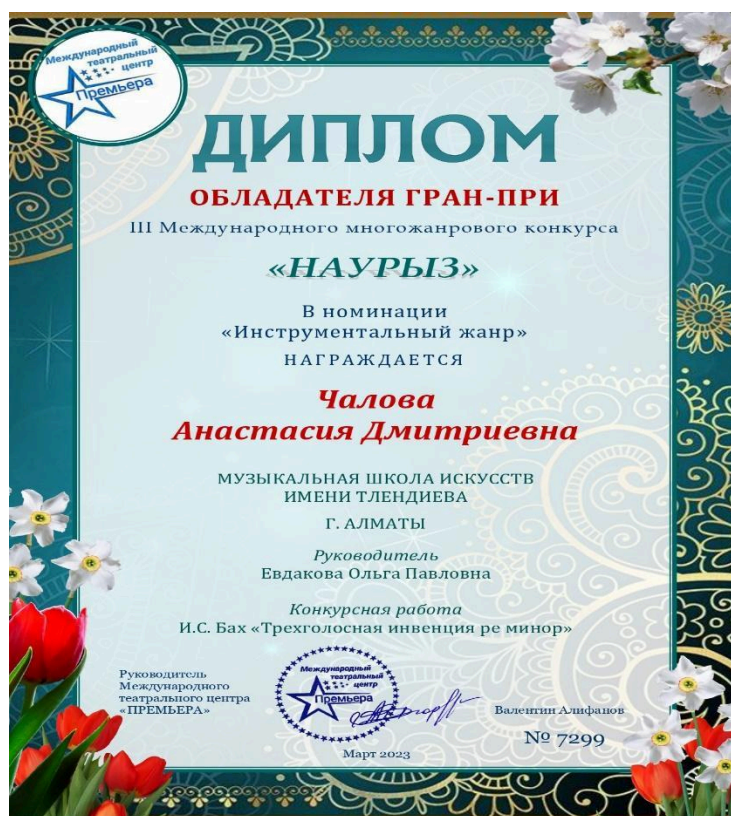 Международный
театральный
центр
Премьера
ДИПЛОМ
ОБЛАДАТЕЛЯ ГРАН-ПРИ
III Международного многожанрового конкурса
«НАУРЫЗ»
В номинации
«Инструментальный жанр»
НАГРАЖДАЕТСЯ
Чалова
Анастасия Дмитриевна
МУЗЫКАЛЬНАЯ ШКОЛА ИСКУССТВ
ИМЕНИ ТЛЕНДИЕВА
Г. АЛМАТЫ
Руководитель
Евдакова Ольга Павловна
Конкурсная работа
И.С. Бах «Трехголосная инвенция ре минор»
Руководитель
Международного
театрального центра
«ПРЕМЬЕРА»
Международный
театральный
центр
Премьера
Валентин Алифанов
№ 7299
Март 2023